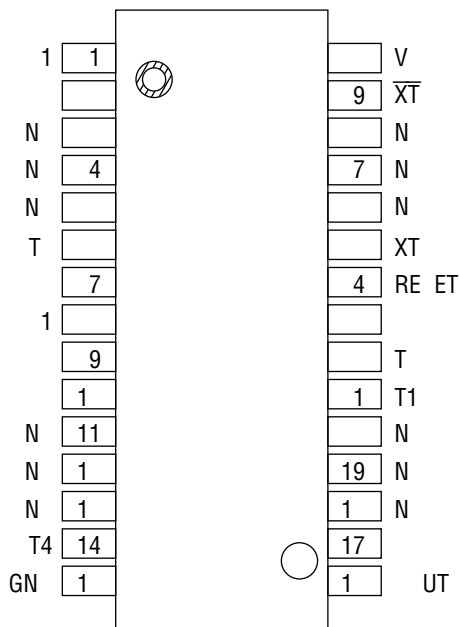 1 1 V
9 X̅T̅
N N
N 4 7 N
N N
T XT
7 4 RE ET
1
9 T
1 1 T1
N 11 N
N 1 19 N
N 1 1 N
T4 14 17
GN 1 1 UT